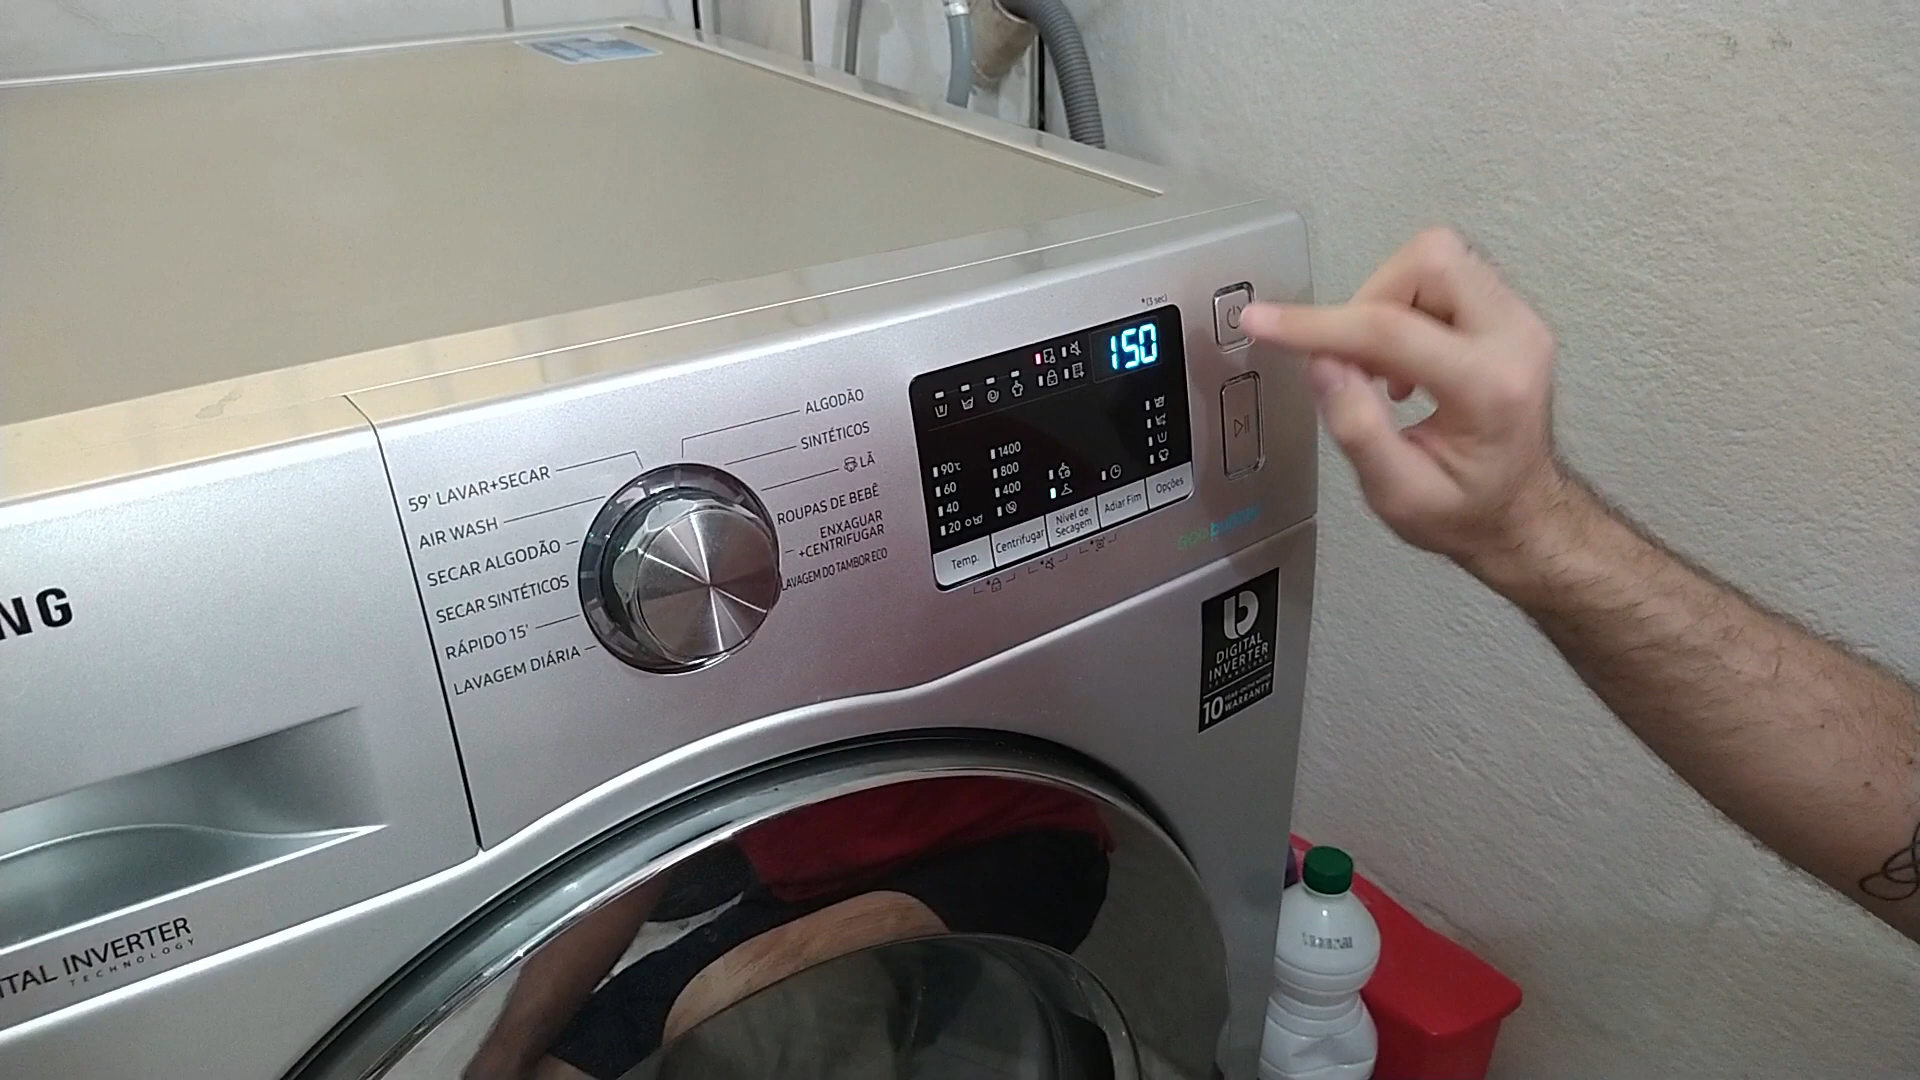 * (3 sec)
150
ALGODÃO
SINTÉTICOS
LÃ
ROUPAS DE BEBÊ
ENXAGUAR
+CENTRIFUGAR
LAVAGEM DO TAMBOR ECO
59' LAVAR+SECAR
AIR WASH
SECAR ALGODÃO
SECAR SINTÉTICOS
RÁPIDO 15'
LAVAGEM DIÁRIA
90℃
60
40
20
1400
800
400
Temp.
Centrifugar
Nível de
Secagem
Adiar Fim
Opções
NG
DIGITAL
INVERTER
TECHNOLOGY
10 YEAR
WARRANTY
ITAL INVERTER
TECHNOLOGY